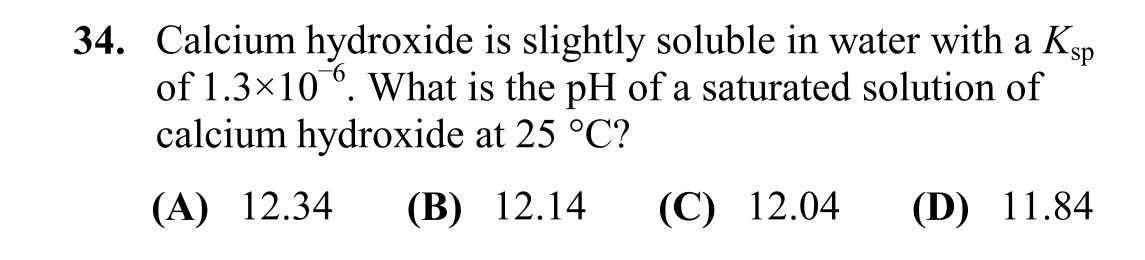 34. Calcium hydroxide is slightly soluble in water with a Ksp
of 1.3×10⁻⁶. What is the pH of a saturated solution of
calcium hydroxide at 25 °C?
(A) 12.34 (B) 12.14 (C) 12.04 (D) 11.84